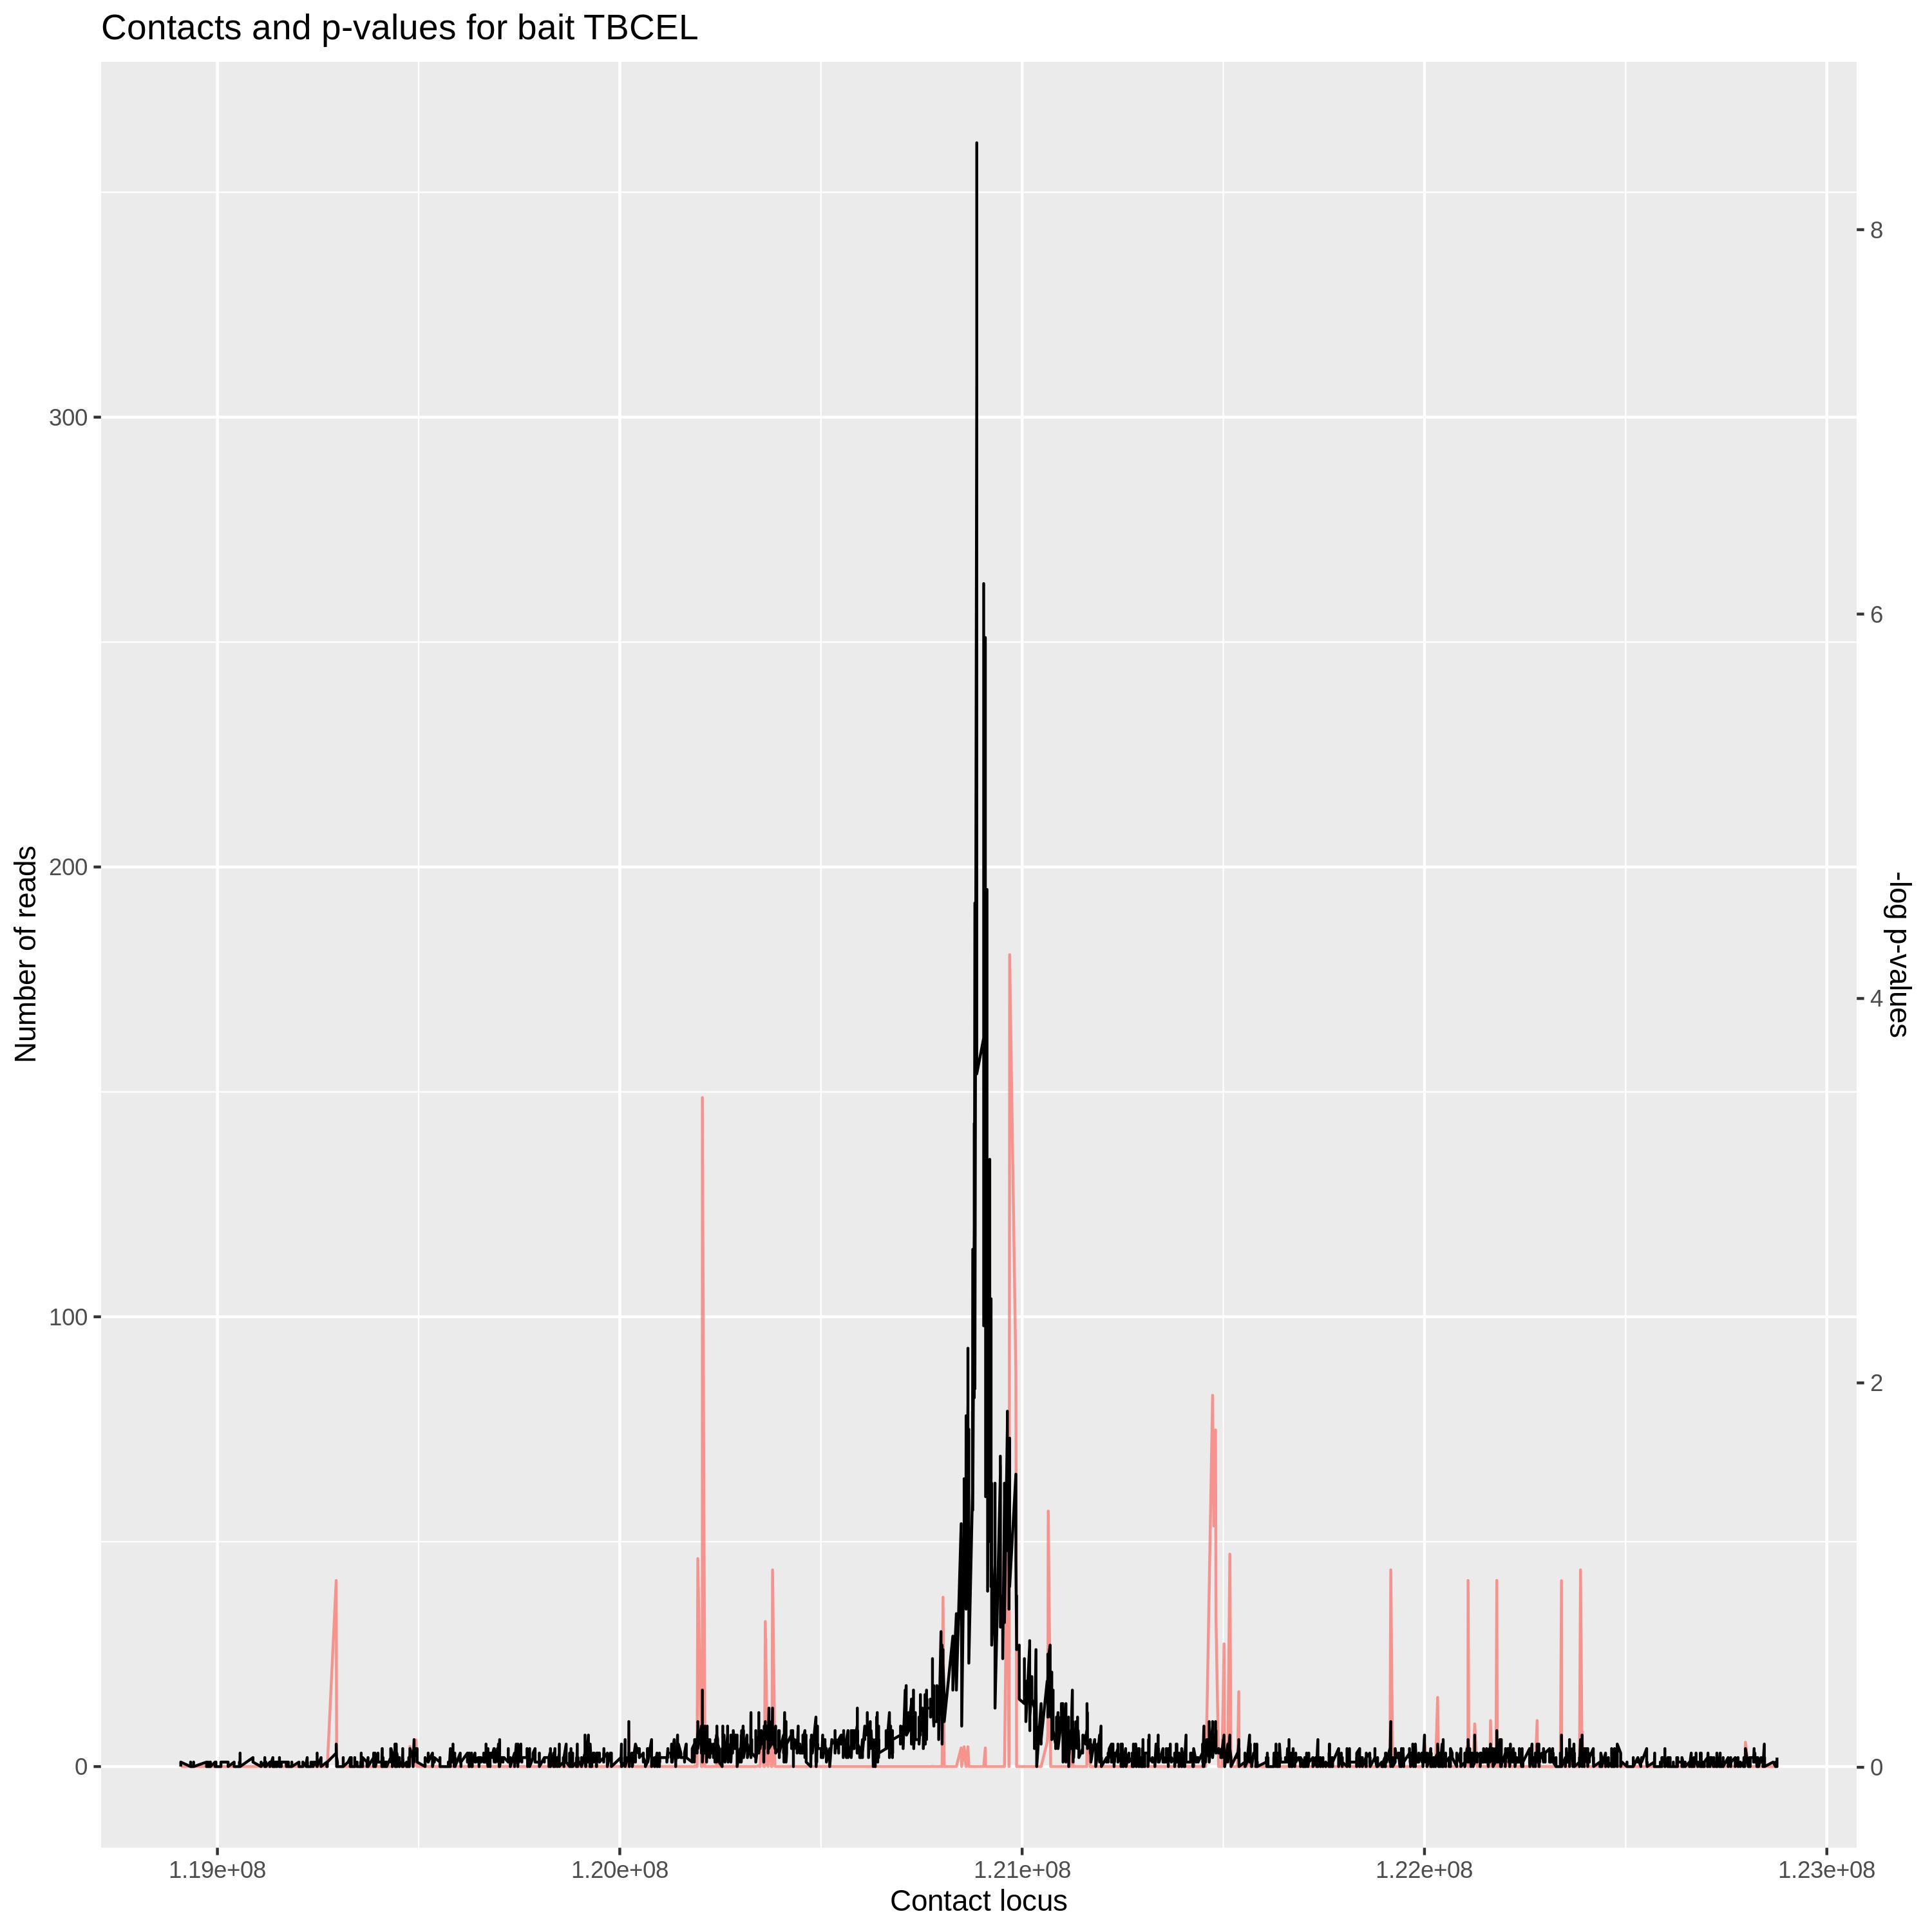 Contacts and p-values for bait TBCEL
8
300
6
200
Number of reads
-log p-values
4
100
2
0
0
1.19e+08
1.20e+08
1.21e+08
1.22e+08
1.23e+08
Contact locus